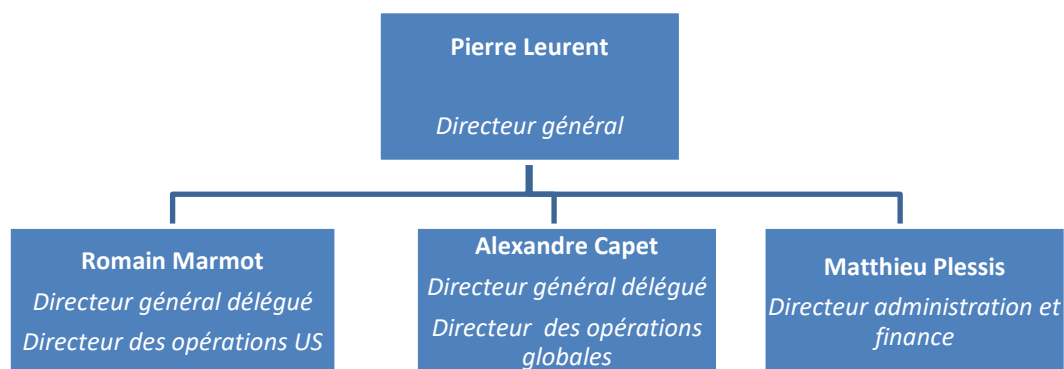 Pierre Leurent
Directeur général
Romain Marmot
Directeur général délégué
Directeur des opérations US
Alexandre Capet
Directeur général délégué
Directeur des opérations
globales
Matthieu Plessis
Directeur administration et
finance